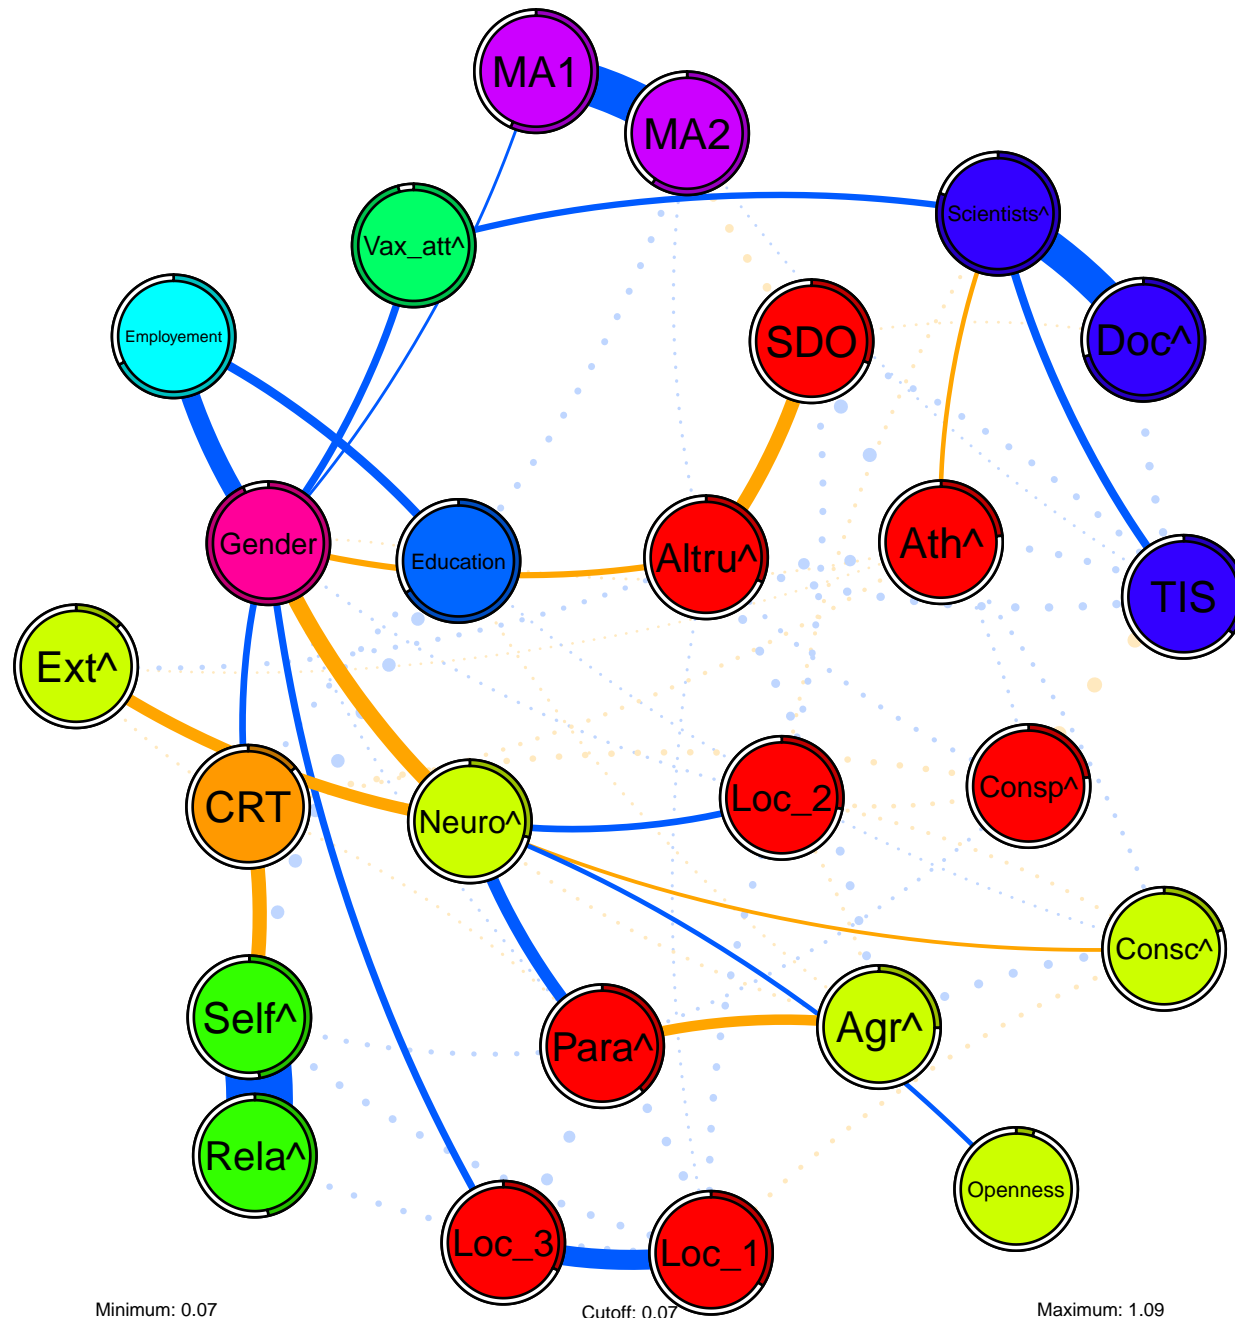 MA1
MA2
Scientists^
Vax_att^
Employement
SDO
Doc^
Gender
Education
Altru^
Ath^
TIS
Ext^
CRT
Neuro^
Loc_2
Consp^
Consc^
Self^
Para^
Agr^
Rela^
Openness
Loc_3
Loc_1
Minimum: 0.07
Cutoff: 0.07
Maximum: 1.09